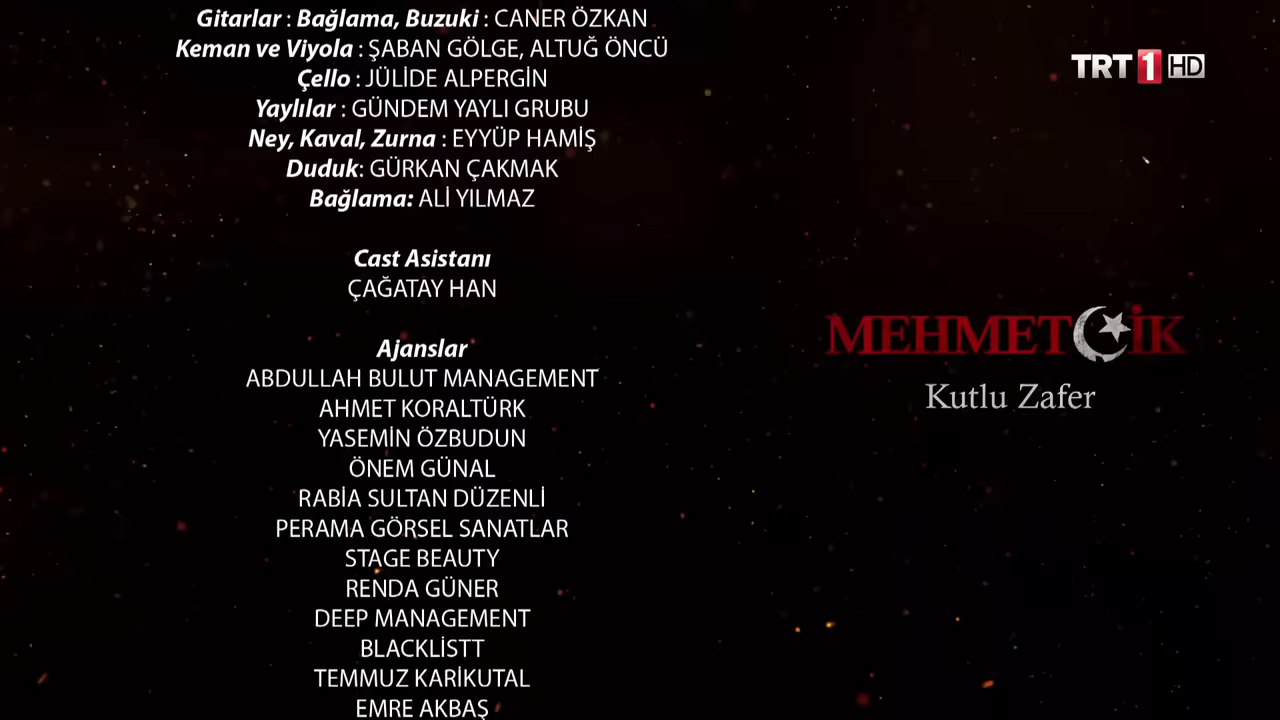 Gitarlar : Bağlama, Buzuki : CANER ÖZKAN
Keman ve Viyola : ŞABAN GÖLGE, ALTUĞ ÖNCÜ
Çello : JÜLİDE ALPERGİN
Yaylılar : GÜNDEM YAYLI GRUBU
Ney, Kaval, Zurna : EYYÜP HAMİŞ
Duduk: GÜRKAN ÇAKMAK
Bağlama: ALİ YILMAZ
Cast Asistanı
ÇAĞATAY HAN
Ajanslar
ABDULLAH BULUT MANAGEMENT
AHMET KORALTÜRK
YASEMİN ÖZBUDUN
ÖNEM GÜNAL
RABİA SULTAN DÜZENLİ
PERAMA GÖRSEL SANATLAR
STAGE BEAUTY
RENDA GÜNER
DEEP MANAGEMENT
BLACKLİSTT
TEMMUZ KARİKUTAL
EMRE AKBAŞ
TRT 1 HD
MEHMETCİK
Kutlu Zafer